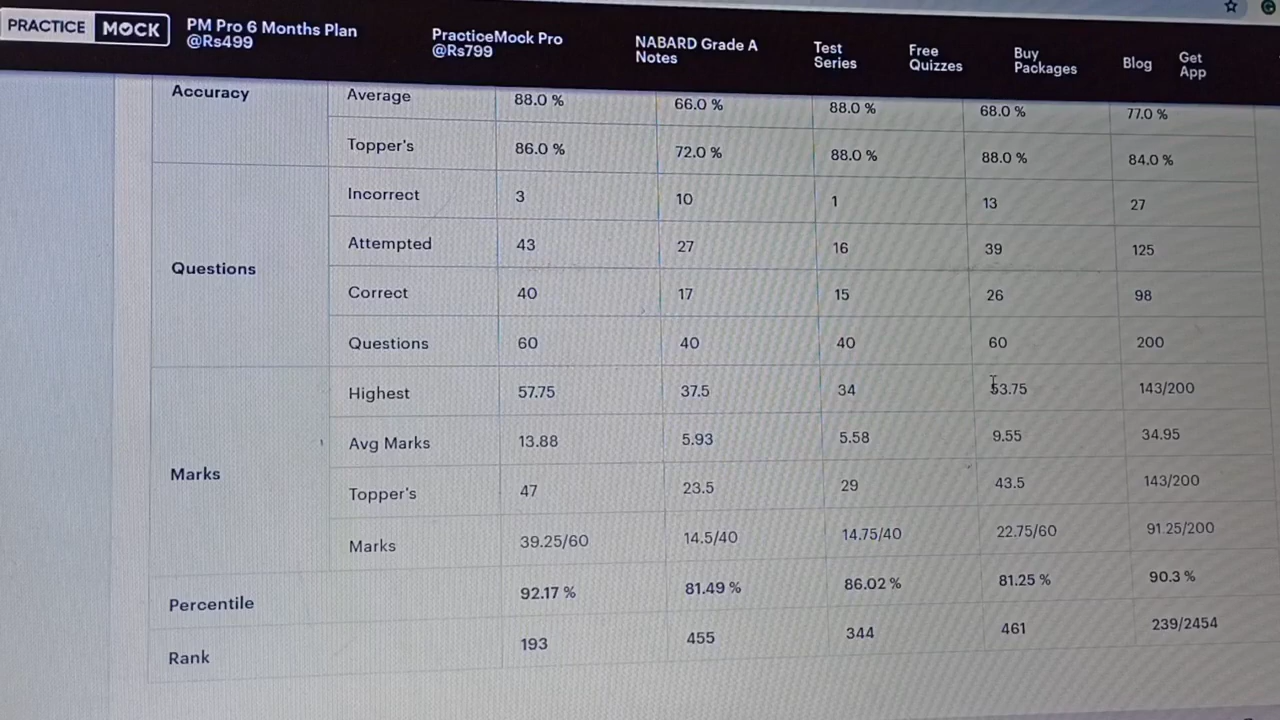 PRACTICE MOCK
PM Pro 6 Months Plan
@Rs499
PracticeMock Pro
@Rs799
NABARD Grade A
Notes
Test
Series
Free
Quizzes
Buy
Packages
Blog
Get
App
Accuracy
Average 88.0 % 66.0 % 88.0 % 68.0 % 77.0 %
Topper's 86.0 % 72.0 % 88.0 % 88.0 % 84.0 %
Questions
Incorrect 3 10 1 13 27
Attempted 43 27 16 39 125
Correct 40 17 15 26 98
Questions 60 40 40 60 200
Marks
Highest 57.75 37.5 34 53.75 143/200
Avg Marks 13.88 5.93 5.58 9.55 34.95
Topper's 47 23.5 29 43.5 143/200
Marks 39.25/60 14.5/40 14.75/40 22.75/60 91.25/200
Percentile 92.17 % 81.49 % 86.02 % 81.25 % 90.3 %
Rank 193 455 344 461 239/2454